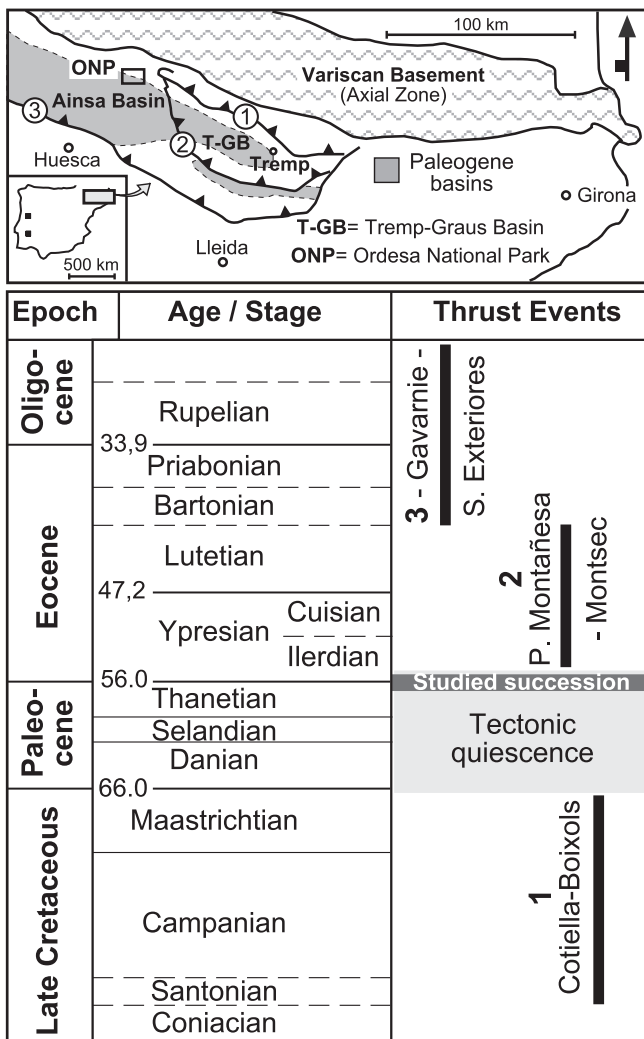 100 km
ONP
Variscan Basement
(Axial Zone)
Ainsa Basin
3
1
2
T-GB
Tremp
Huesca
Paleogene
basins
Girona
T-GB= Tremp-Graus Basin
Lleida
ONP= Ordesa National Park
500 km
Epoch
Age / Stage
Thrust Events
Oligo-
cene
Rupelian
33,9
Eocene
Priabonian
Bartonian
Lutetian
47,2
Ypresian
Cuisian
Ilerdian
56.0
Paleo-
cene
Thanetian
Selandian
Danian
66.0
Late Cretaceous
Maastrichtian
Campanian
Santonian
Coniacian
3 - Gavarnie -
S. Exteriores
2
P. Montañesa
- Montsec
Studied succession
Tectonic
quiescence
1
Cotiella-Boixols